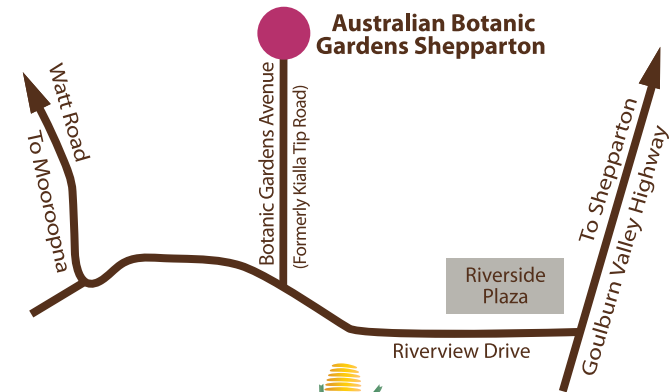 Australian Botanic
Gardens Shepparton
Watt Road
To Mooroopna
Botanic Gardens Avenue
(Formerly Kialla Tip Road)
To Shepparton
Goulburn Valley Highway
Riverside
Plaza
Riverview Drive